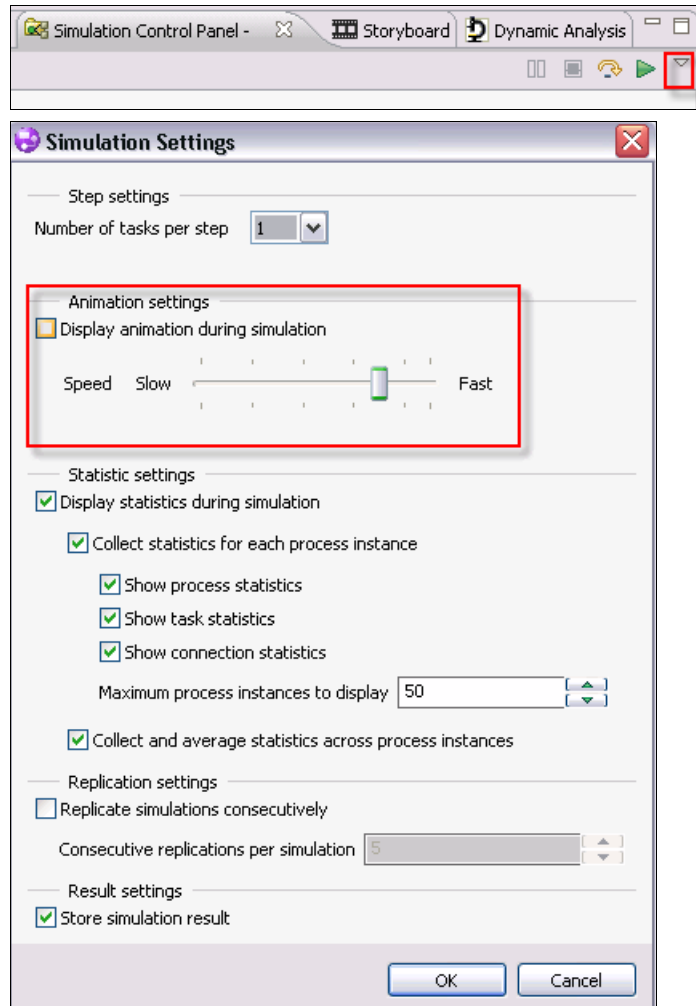 Simulation Control Panel -
Storyboard
Dynamic Analysis
Simulation Settings
Step settings
Number of tasks per step 1
Animation settings
Display animation during simulation
Speed Slow Fast
Statistic settings
Display statistics during simulation
Collect statistics for each process instance
Show process statistics
Show task statistics
Show connection statistics
Maximum process instances to display 50
Collect and average statistics across process instances
Replication settings
Replicate simulations consecutively
Consecutive replications per simulation 5
Result settings
Store simulation result
OK Cancel